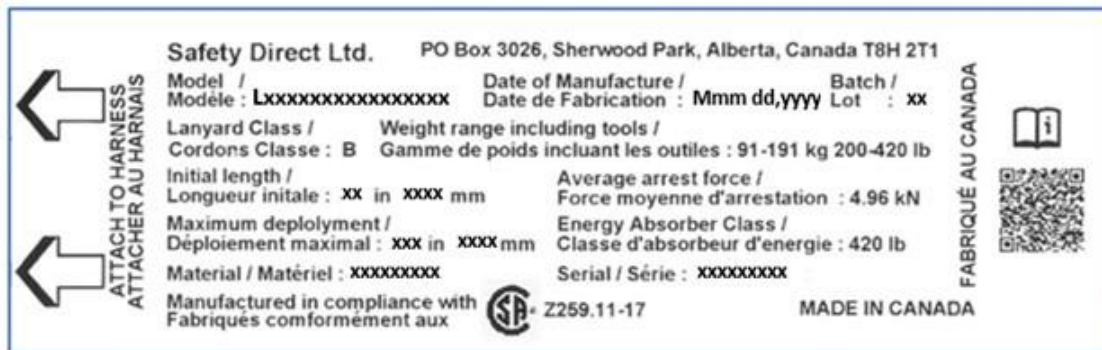 Safety Direct Ltd. PO Box 3026, Sherwood Park, Alberta, Canada T8H 2T1
Model / Date of Manufacture / Batch /
Modéle : Lxxxxxxxxxxxxxxxxx Date de Fabrication : Mmm dd,yyyy Lot : xx
Lanyard Class / Weight range including tools /
Cordons Classe : B Gamme de poids incluant les outiles : 91-191 kg 200-420 lb
Initial length / Average arrest force /
Longueur initale : xx in xxxx mm Force moyenne d'arrestation : 4.96 kN
Maximum deplolyment / Energy Absorber Class /
Déploiement maximal : xxx in xxxx mm Classe d'absorbeur d'energie : 420 lb
Material / Matériel : xxxxxxxxx Serial / Série : xxxxxxxxx
Manufactured in compliance with
Fabriqués comformément aux
CSA Z259.11-17 MADE IN CANADA
ATTACH TO HARNESS
ATTACHER AU HARNAIS
FABRIQUÉ AU CANADA
i